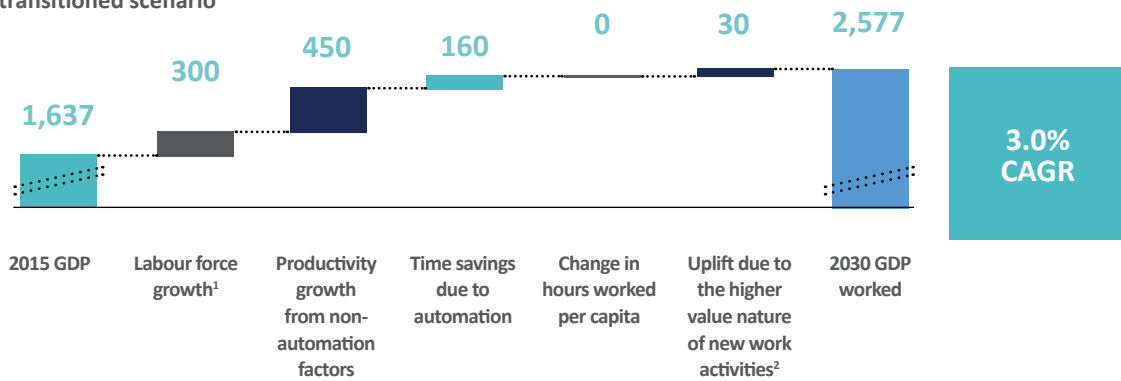 transitioned scenario
1,637
300
450
160
0
30
2,577
3.0%
CAGR
2015 GDP
Labour force
growth¹
Productivity
growth
from non-
automation
factors
Time savings
due to
automation
Change in
hours worked
per capita
Uplift due to
the higher
value nature
of new work
activities²
2030 GDP
worked